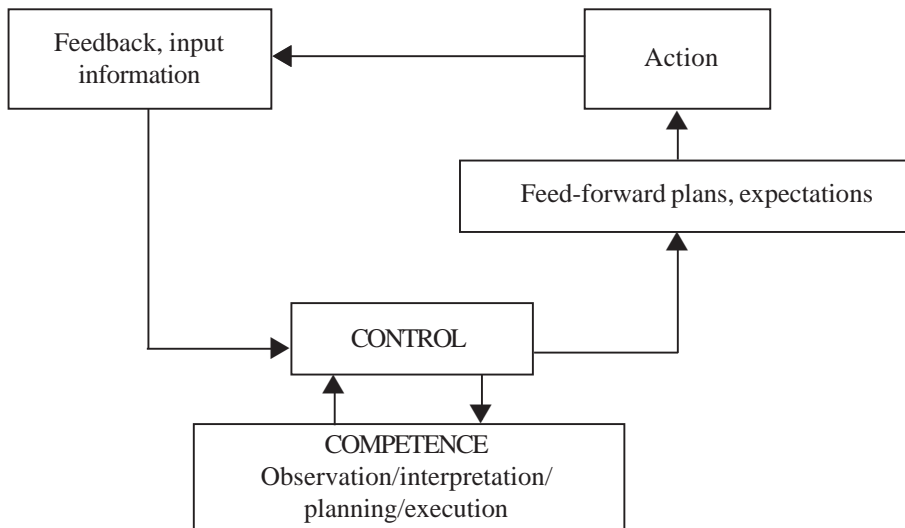 Feedback, input
information
Action
Feed-forward plans, expectations
CONTROL
COMPETENCE
Observation/interpretation/
planning/execution